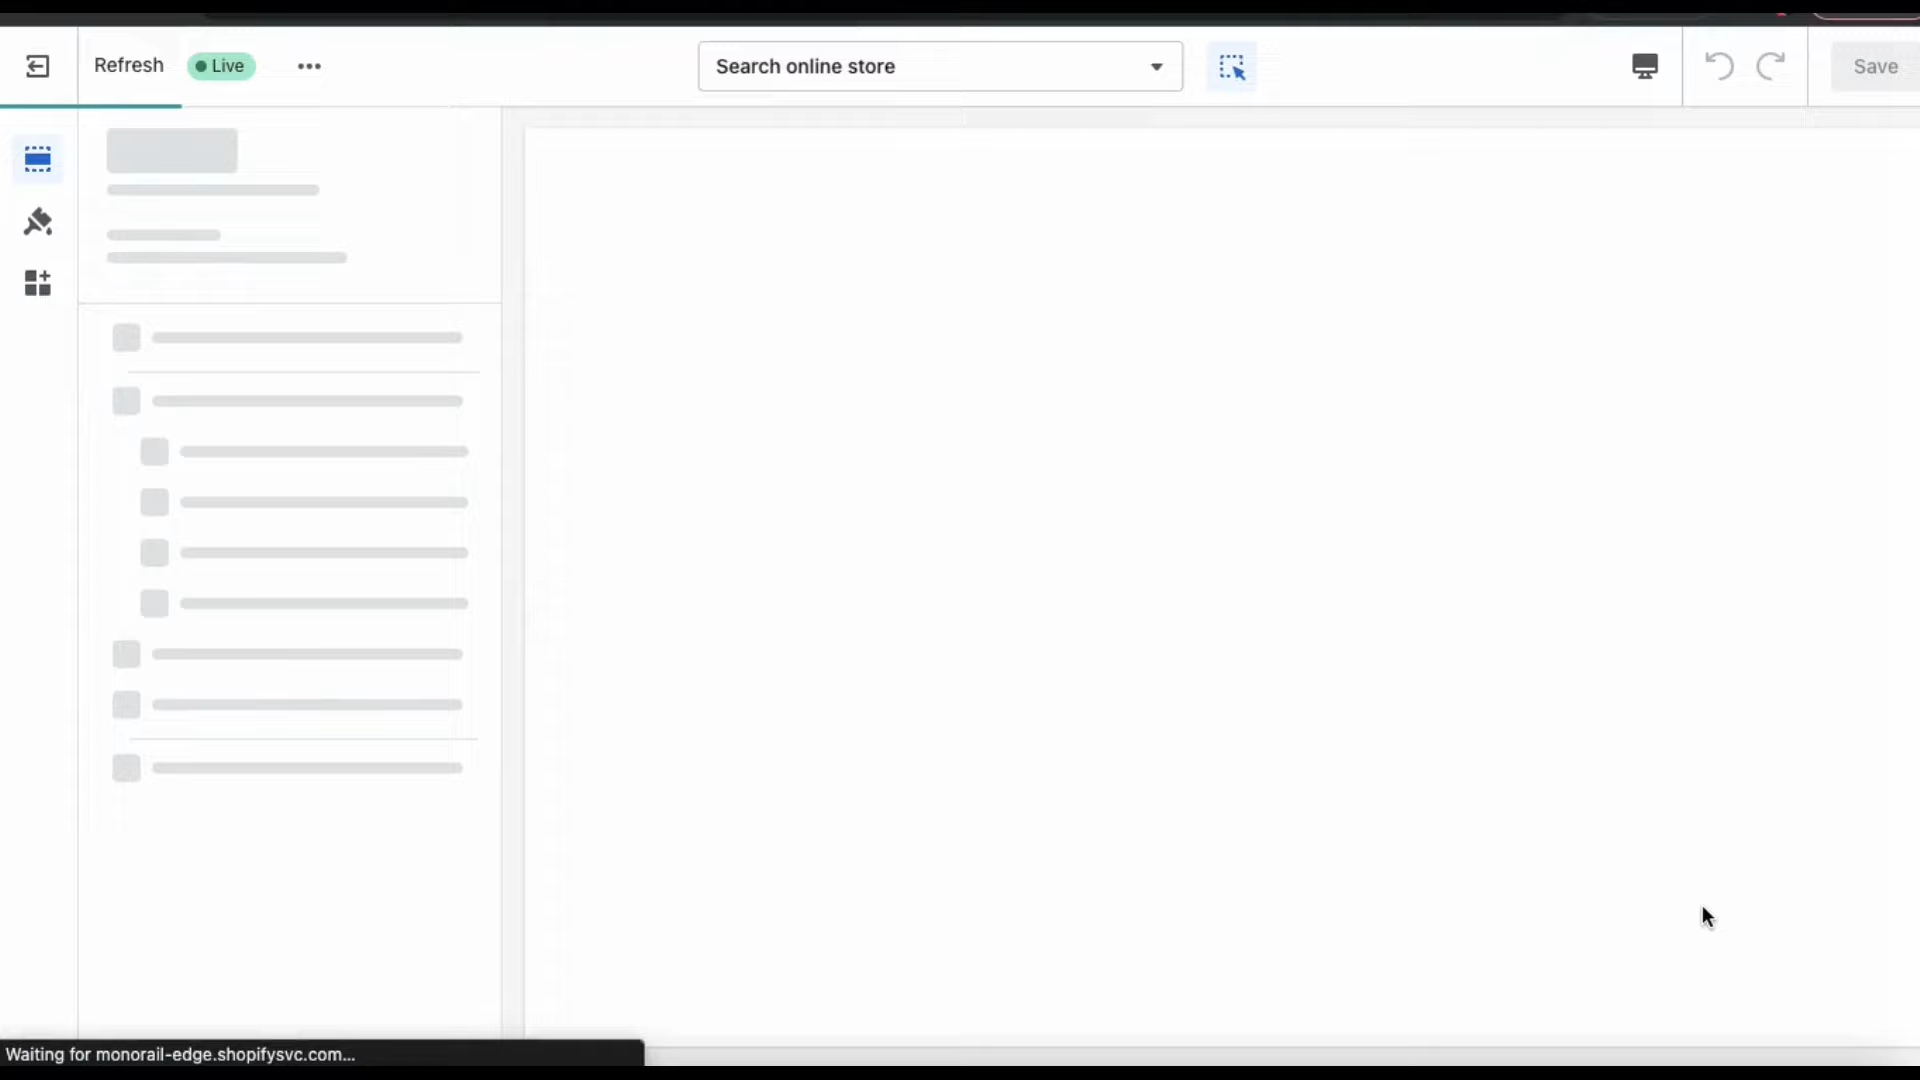 Refresh
Live
Search online store
Save
Waiting for monorail-edge.shopifysvc.com...